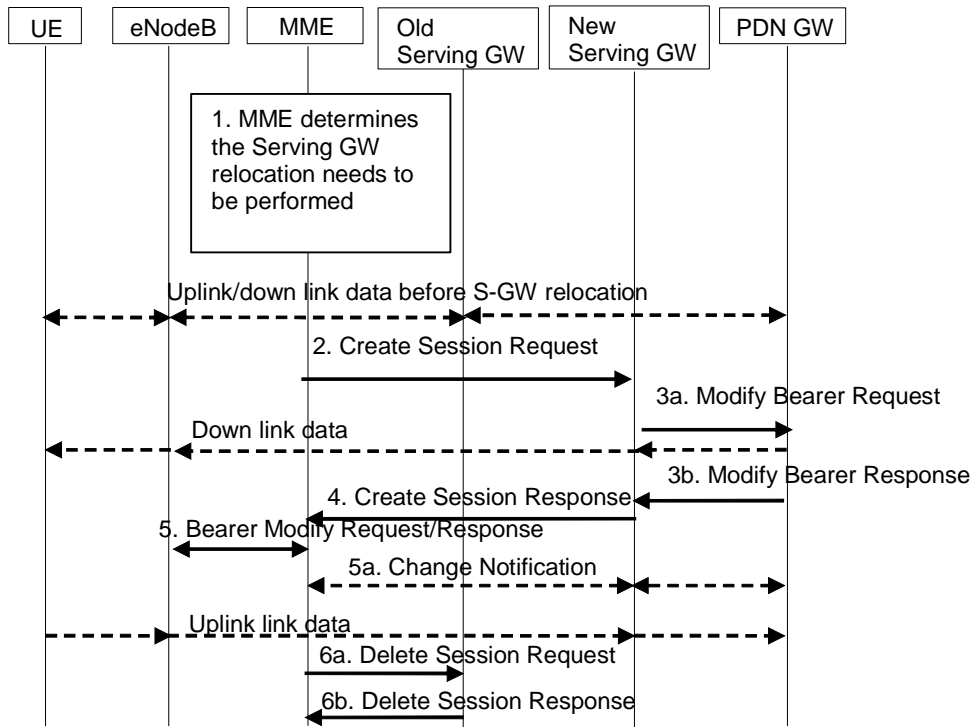 UE
eNodeB
MME
Old
Serving GW
New
Serving GW
PDN GW
1. MME determines
the Serving GW
relocation needs to
be performed
Uplink/down link data before S-GW relocation
2. Create Session Request
3a. Modify Bearer Request
Down link data
3b. Modify Bearer Response
4. Create Session Response
5. Bearer Modify Request/Response
5a. Change Notification
Uplink link data
6a. Delete Session Request
6b. Delete Session Response